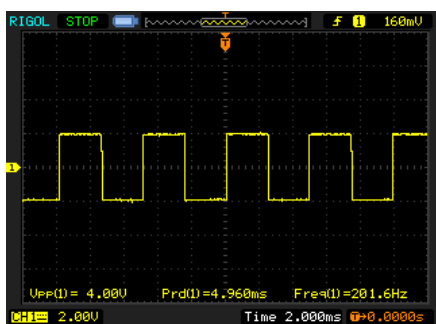 RIGOL STOP T f 1 160mV
T
1
Vpp(1)= 4.00V Prd(1)=4.960ms Freq(1)=201.6Hz
CH1 2.00V Time 2.000ms T→0.0000s